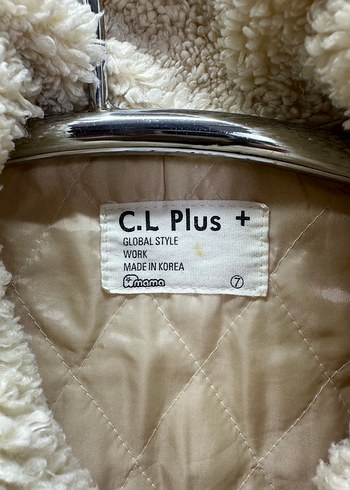 C.L Plus +
GLOBAL STYLE
WORK
MADE IN KOREA
mama ⑦